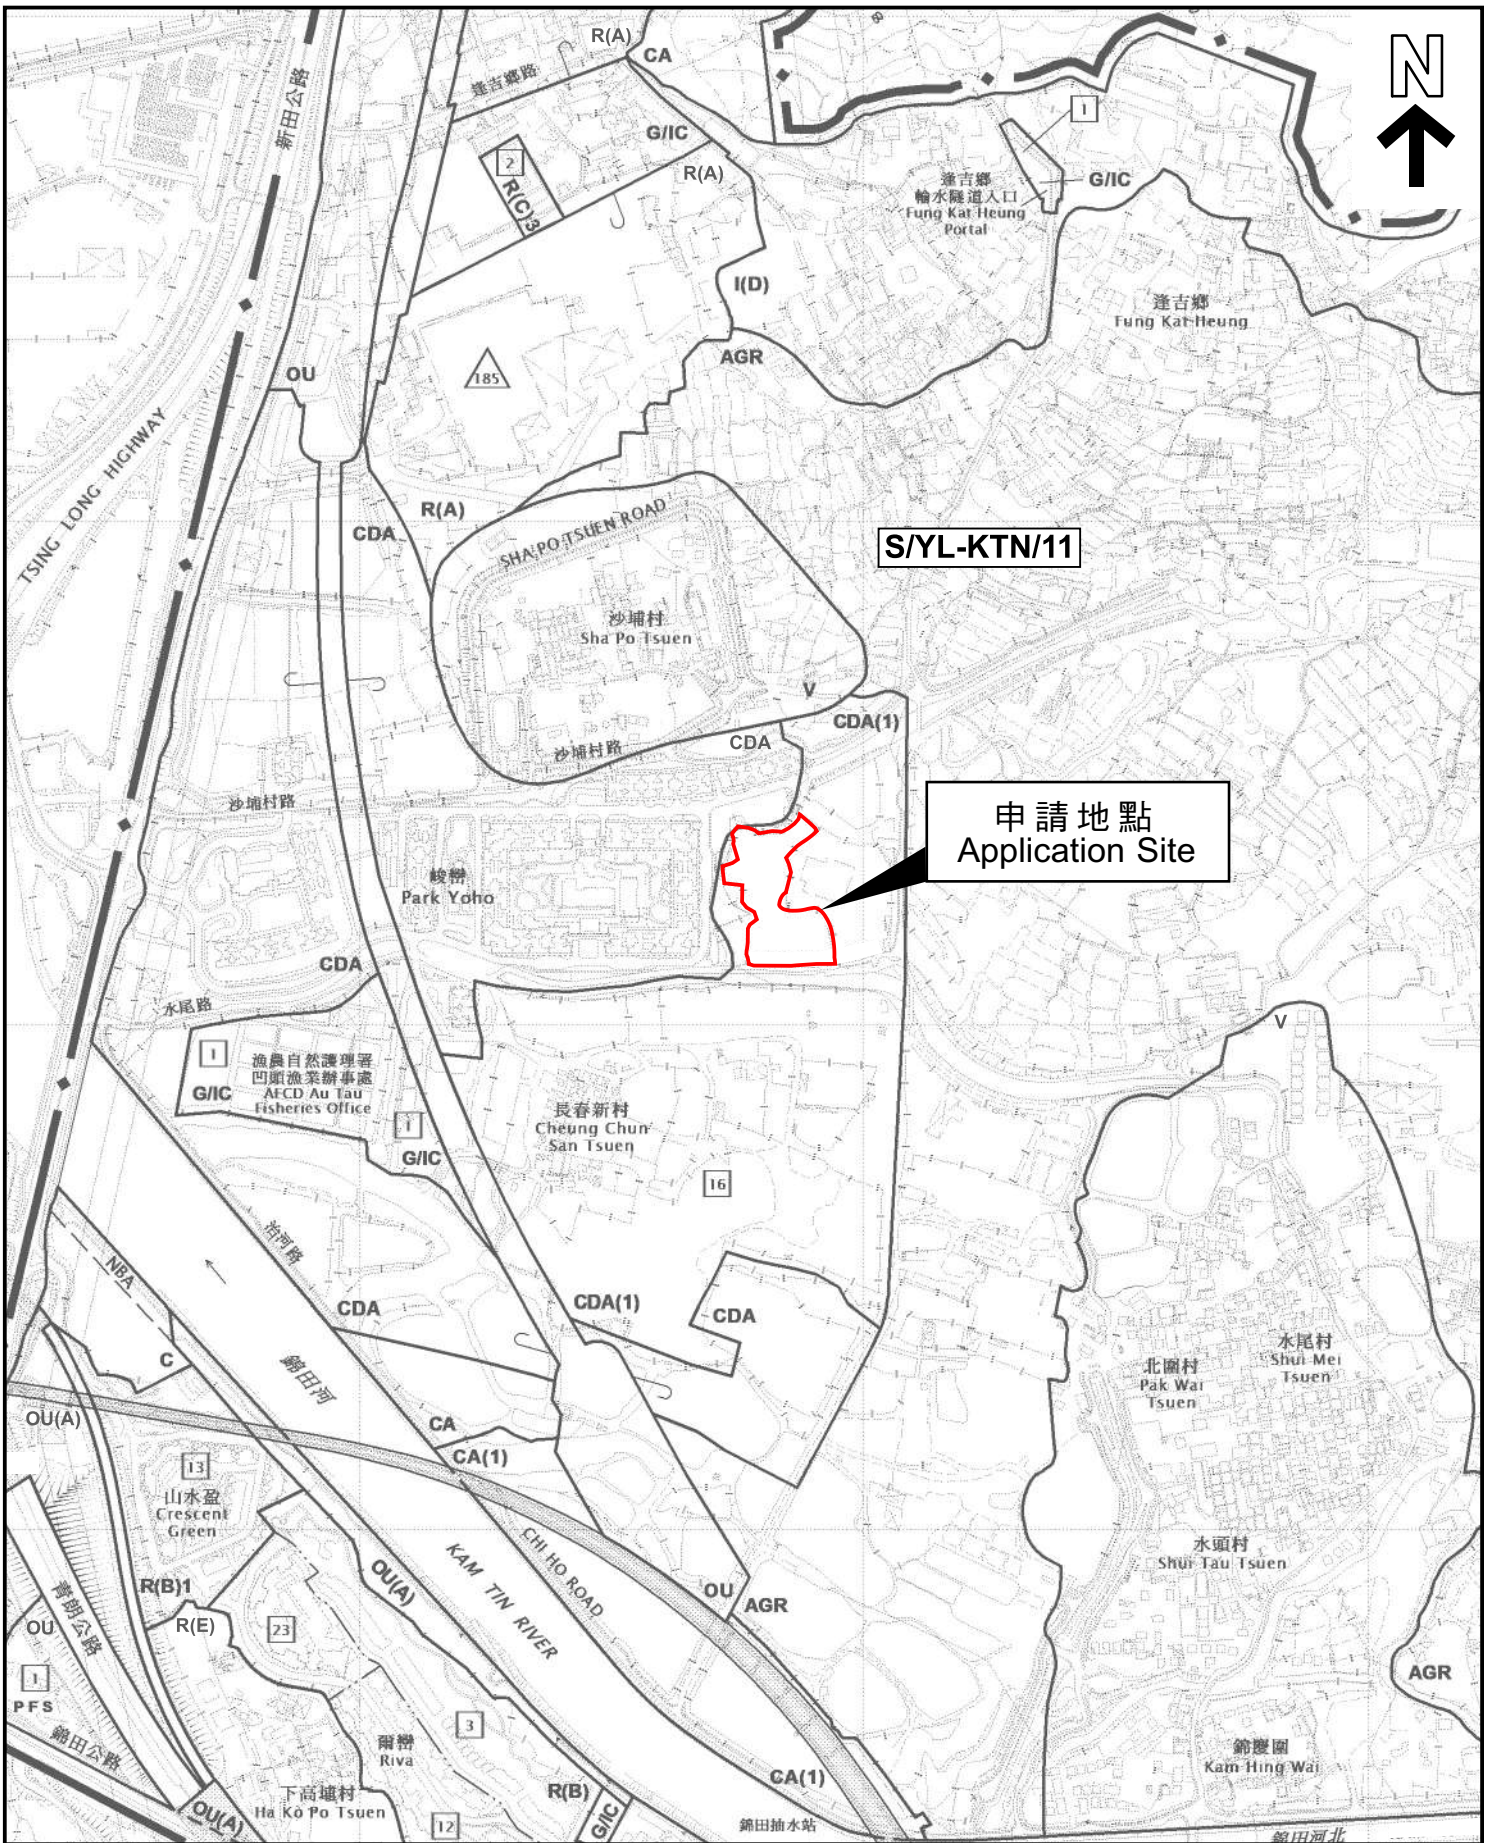 R(A)
CA
N
逢吉鄉路
新田公路
G/IC
1
2
R(A)
R(C)3
逢吉鄉
輸水隧道入口
Fung Kat Heung
Portal
G/IC
I(D)
逢吉鄉
Fung Kat Heung
AGR
OU
185
TSING LONG HIGHWAY
R(A)
CDA
SHA PO TSUEN ROAD
S/YL-KTN/11
沙埔村
Sha Po Tsuen
V
CDA(1)
CDA
沙埔村路
沙埔村路
申請地點
Application Site
峻巒
Park Yoho
CDA
水尾路
V
1
漁農自然護理署
凹頭漁業辦事處
AFCD Au Tau
Fisheries Office
G/IC
1
G/IC
長春新村
Cheung Chun
San Tsuen
16
治河路
NBA
CDA
CDA(1)
CDA
C
錦田河
水尾村
Shui Mei
Tsuen
北圍村
Pak Wai
Tsuen
OU(A)
CA
CA(1)
13
山水盈
Crescent
Green
CHI HO ROAD
KAM TIN RIVER
水頭村
Shui Tau Tsuen
OU(A)
R(B)1
OU
AGR
青朗公路
OU
R(E)
23
1
PFS
AGR
3
錦田公路
爾巒
Riva
錦慶圍
Kam Hing Wai
下高埔村
Ha Ko Po Tsuen
R(B)
CA(1)
OU(A)
12
G/IC
錦田抽水站
錦田河北